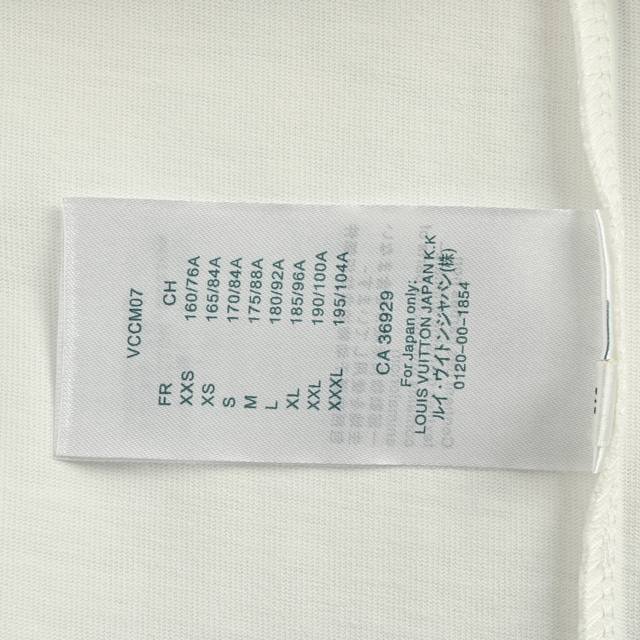 VCCM07
FR CH
XXS 160/76A
XS 165/84A
S 170/84A
M 175/88A
L 180/92A
XL 185/96A
XXL 190/100A
XXXL 195/104A
CA 36929
For Japan only:
LOUIS VUITTON JAPAN K.K
ルイ・ヴィトンジャパン(株)
0120-00-1854